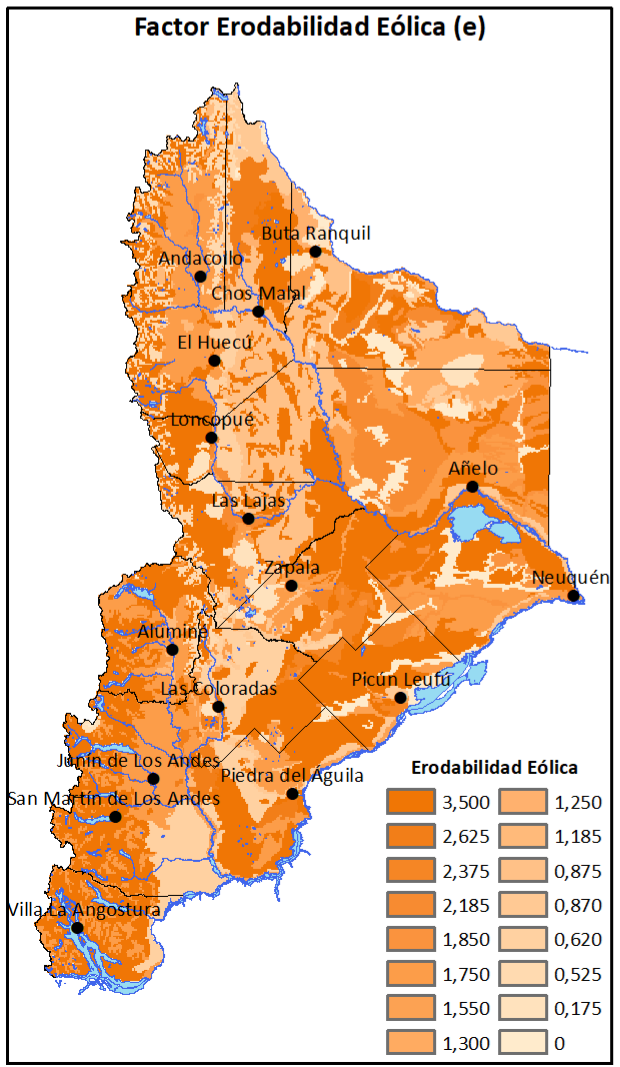 Factor Erodabilidad Eólica (e)
Buta Ranquil
Andacollo
Chos Malal
El Huecú
Loncopué
Añelo
Las Lajas
Zapala
Neuquén
Aluminé
Picún Leufú
Las Coloradas
Junín de Los Andes
Piedra del Águila
San Martín de Los Andes
Villa La Angostura
Erodabilidad Eólica
3,500 1,250
2,625 1,185
2,375 0,875
2,185 0,870
1,850 0,620
1,750 0,525
1,550 0,175
1,300 0